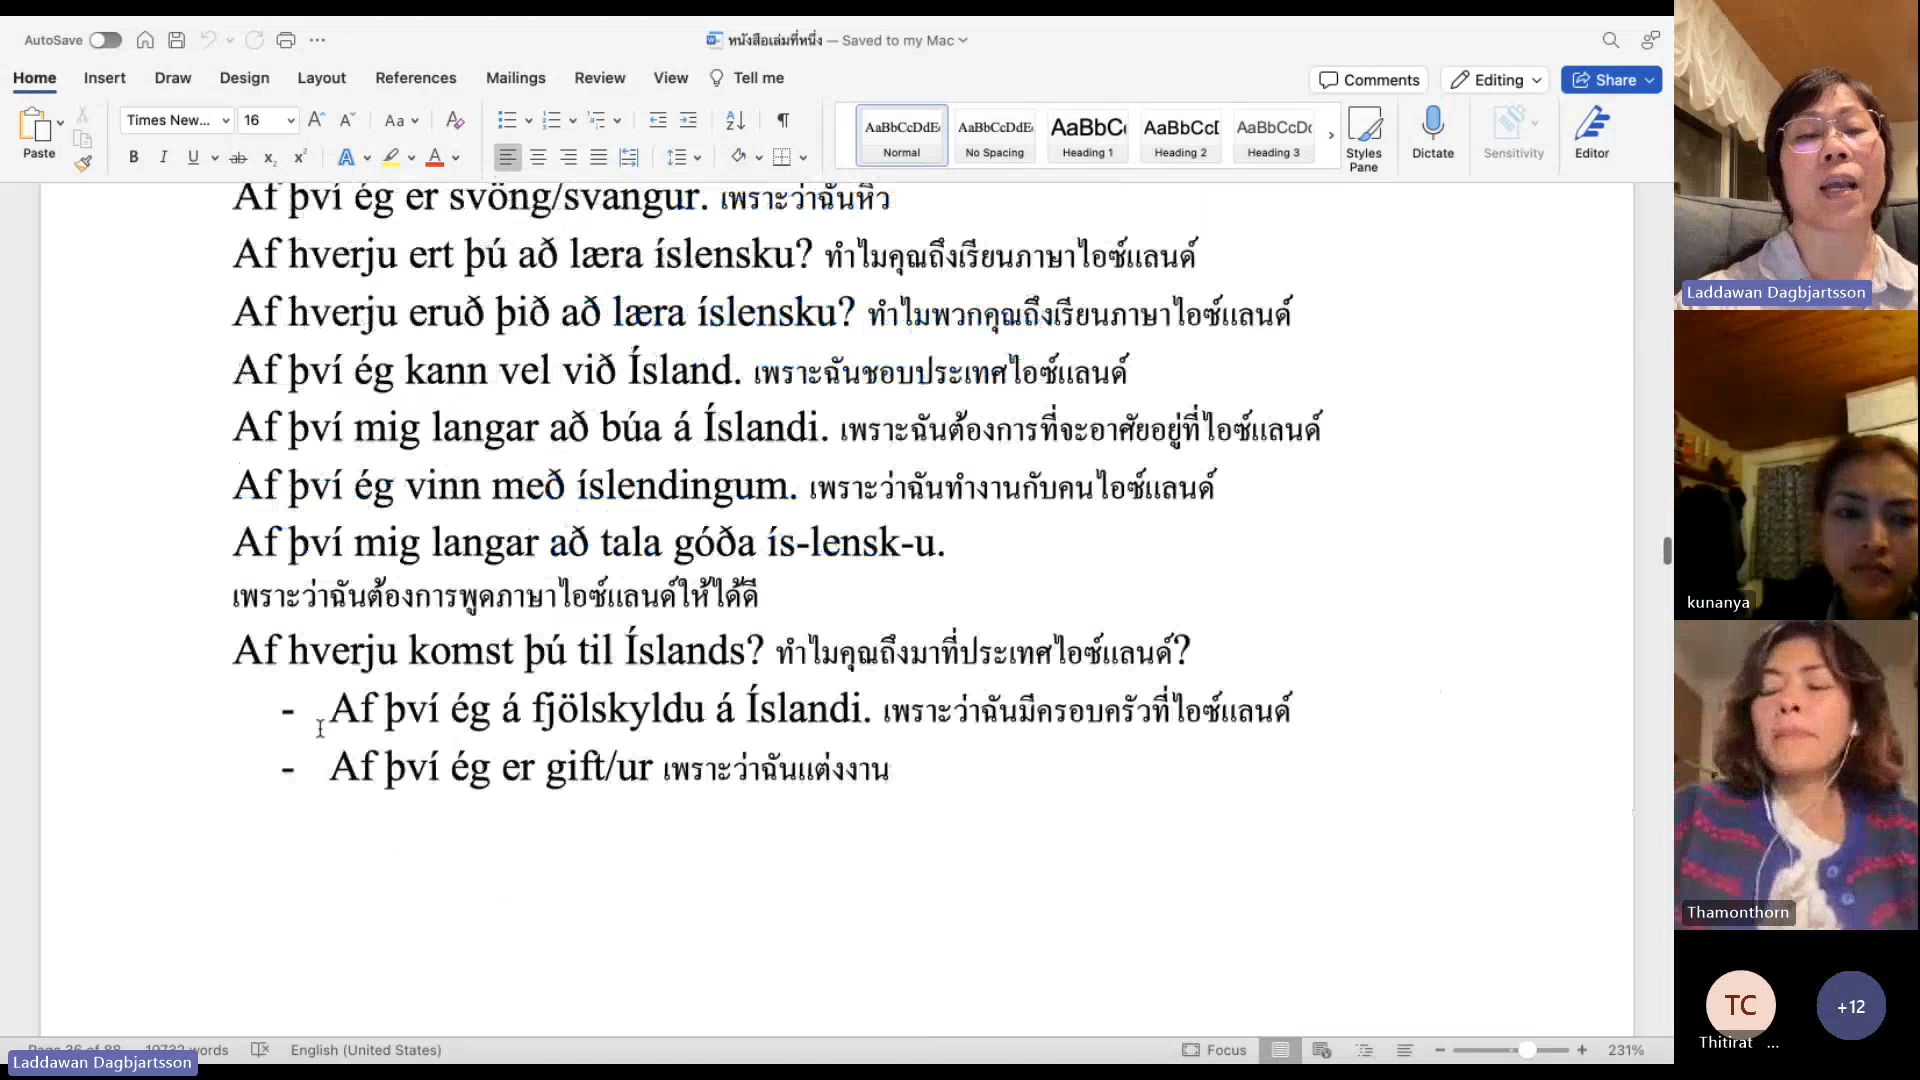 AutoSave
หนังสือเล่มที่หนึ่ง — Saved to my Mac
Home Insert Draw Design Layout References Mailings Review View Tell me
Comments Editing Share
Paste
Times New... 16
Aa
AaBbCcDdEe Normal
AaBbCcDdEe No Spacing
AaBbC Heading 1
AaBbCcD Heading 2
AaBbCcDc Heading 3
Styles Pane
Dictate
Sensitivity
Editor
Af því ég er svöng/svangur. เพราะว่าฉันหิว
Af hverju ert þú að læra íslensku? ทำไมคุณถึงเรียนภาษาไอซ์แลนด์
Af hverju eruð þið að læra íslensku? ทำไมพวกคุณถึงเรียนภาษาไอซ์แลนด์
Af því ég kann vel við Ísland. เพราะฉันชอบประเทศไอซ์แลนด์
Af því mig langar að búa á Íslandi. เพราะฉันต้องการที่จะอาศัยอยู่ที่ไอซ์แลนด์
Af því ég vinn með íslendingum. เพราะว่าฉันทำงานกับคนไอซ์แลนด์
Af því mig langar að tala góða ís-lensk-u.
เพราะว่าฉันต้องการพูดภาษาไอซ์แลนด์ให้ได้ดี
Af hverju komst þú til Íslands? ทำไมคุณถึงมาที่ประเทศไอซ์แลนด์?
- Af því ég á fjölskyldu á Íslandi. เพราะว่าฉันมีครอบครัวที่ไอซ์แลนด์
- Af því ég er gift/ur เพราะว่าฉันแต่งงาน
Page 36 of 88 words English (United States)
Focus 231%
Laddawan Dagbjartsson
Laddawan Dagbjartsson
kunanya
Thamonthorn
TC
Thitirat ...
+12